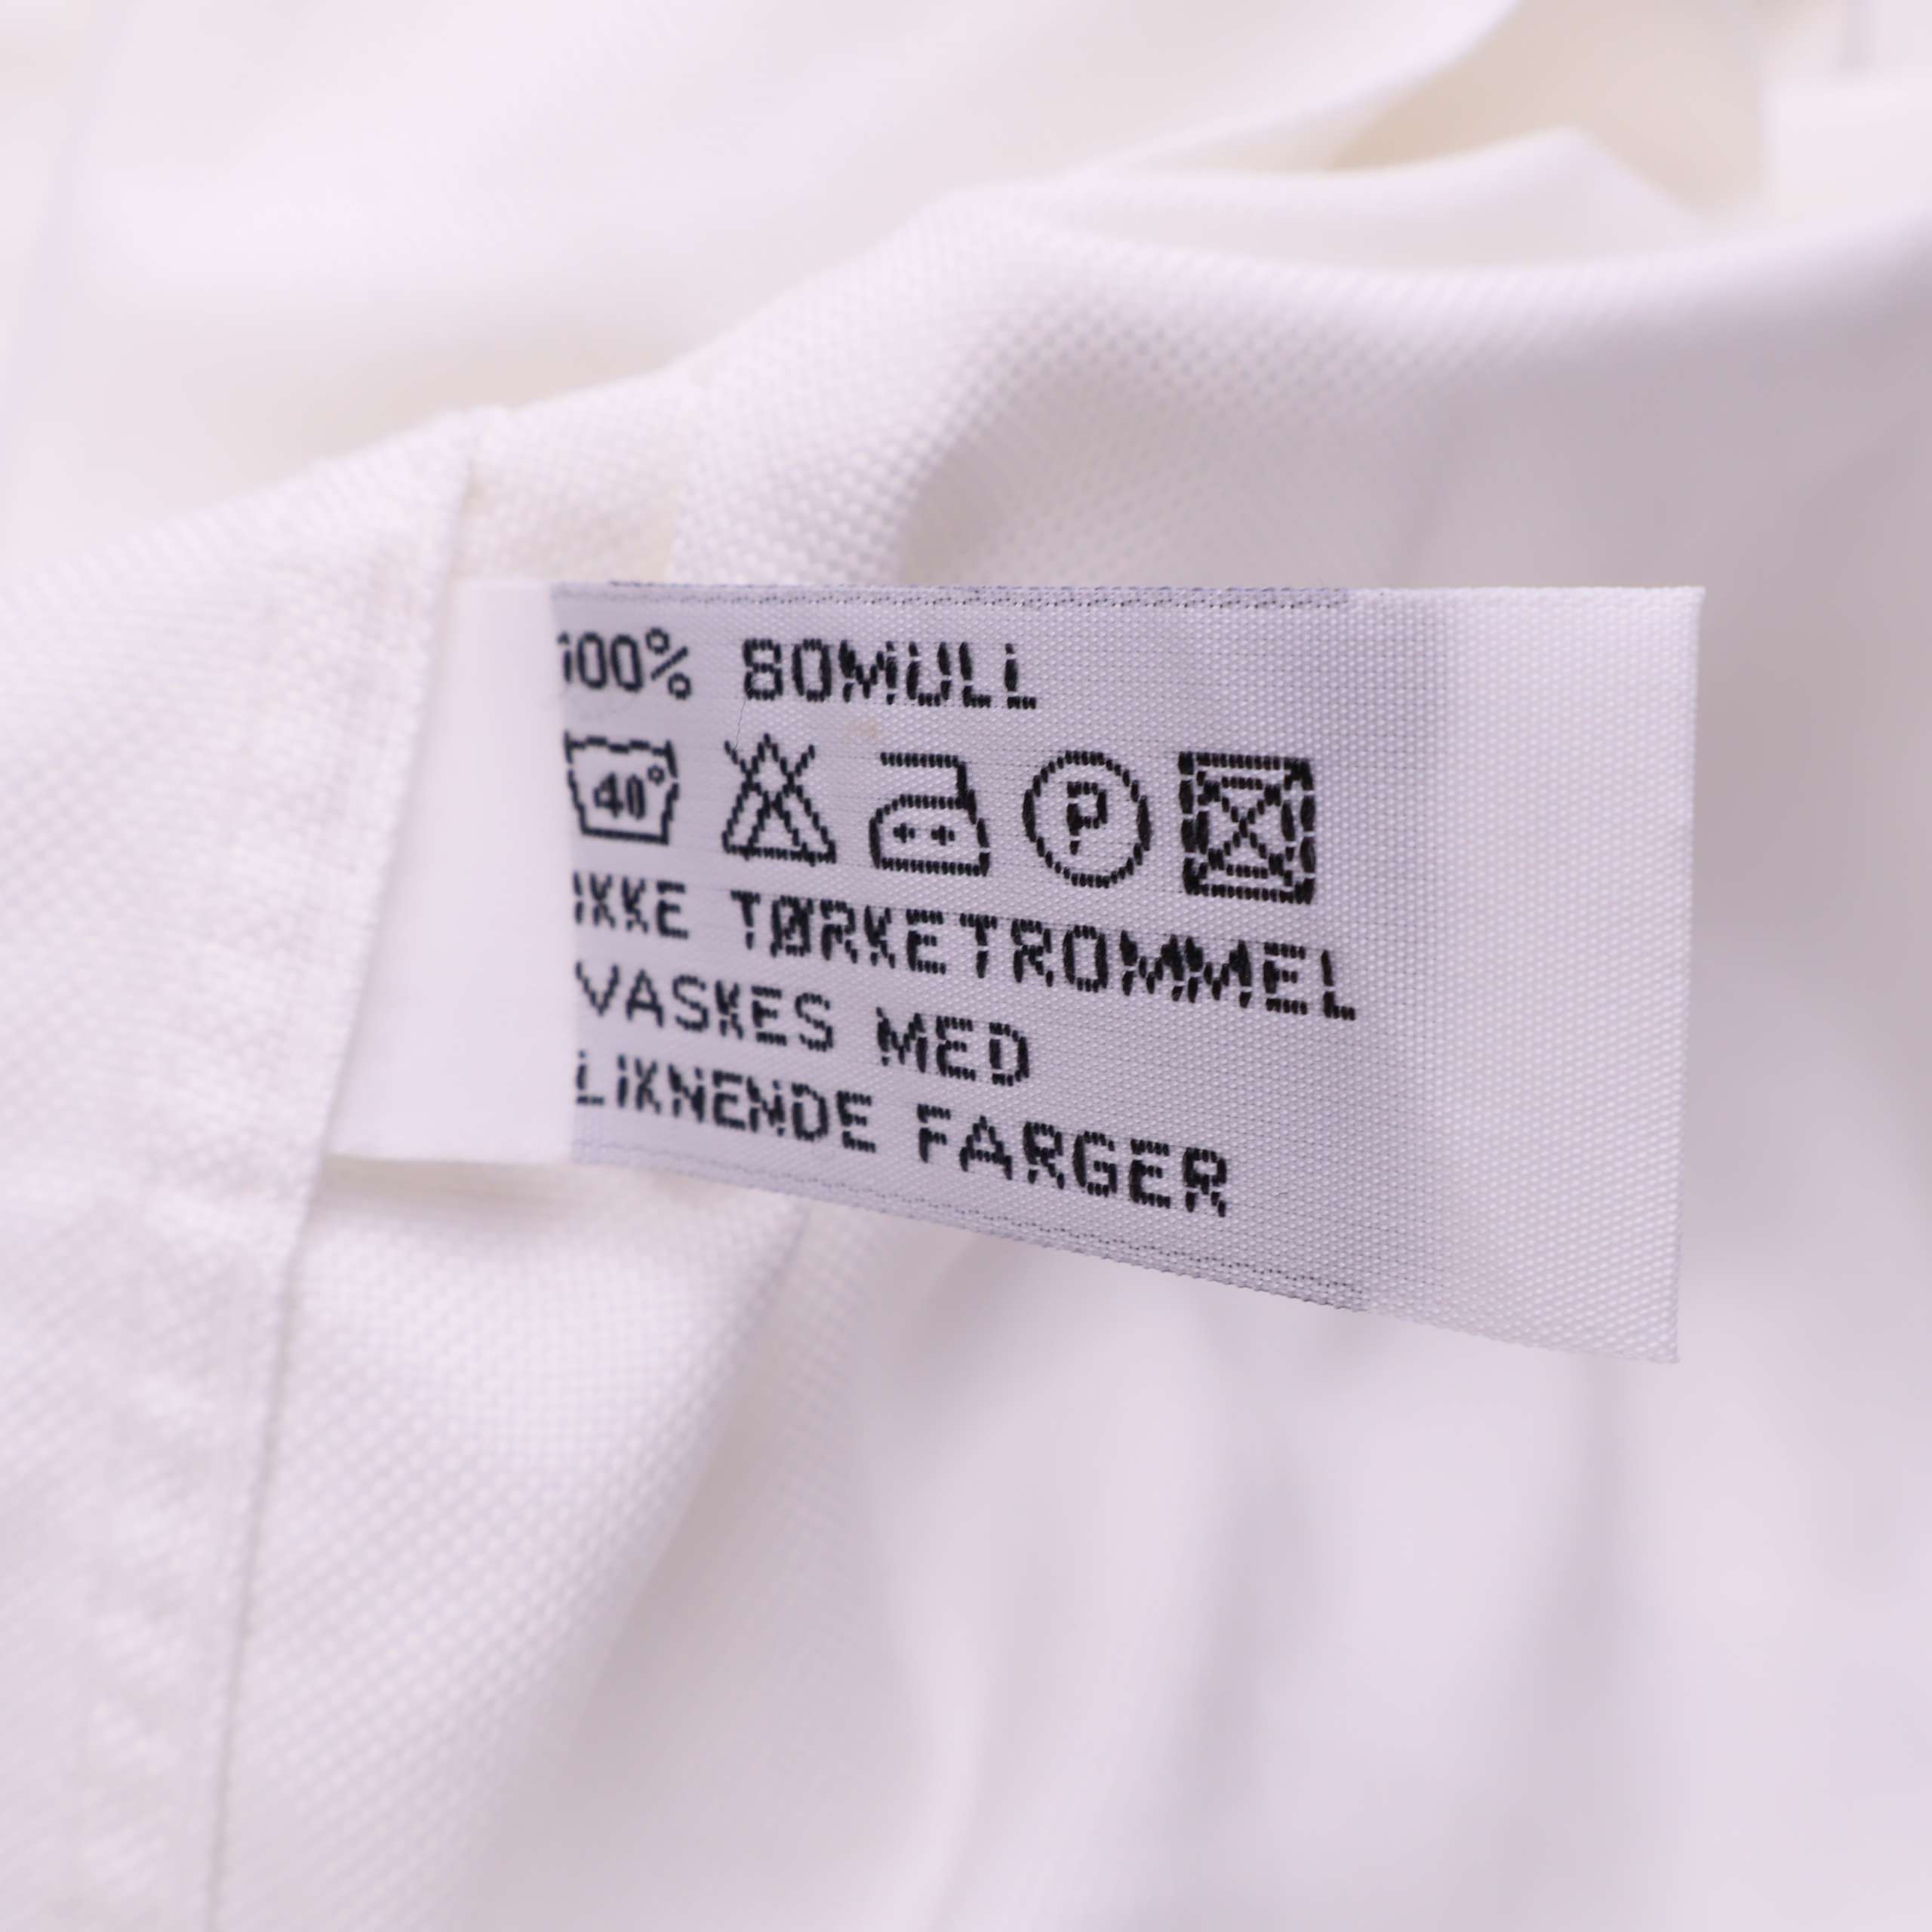 100% BOMULL
40°
P
IKKE TØRKETROMMEL
VASKES MED
LIKNENDE FARGER